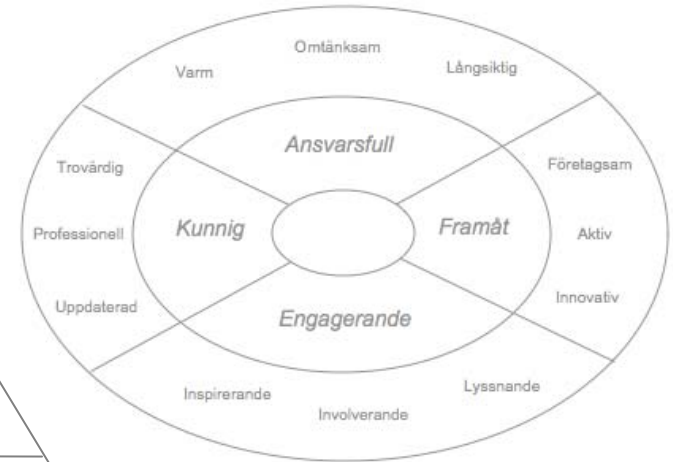 Omtänksam
Varm
Långsiktig
Ansvarsfull
Trovärdig
Företagsam
Kunnig
Framåt
Professionell
Aktiv
Uppdaterad
Innovativ
Engagerande
Inspirerande
Lyssnande
Involverande